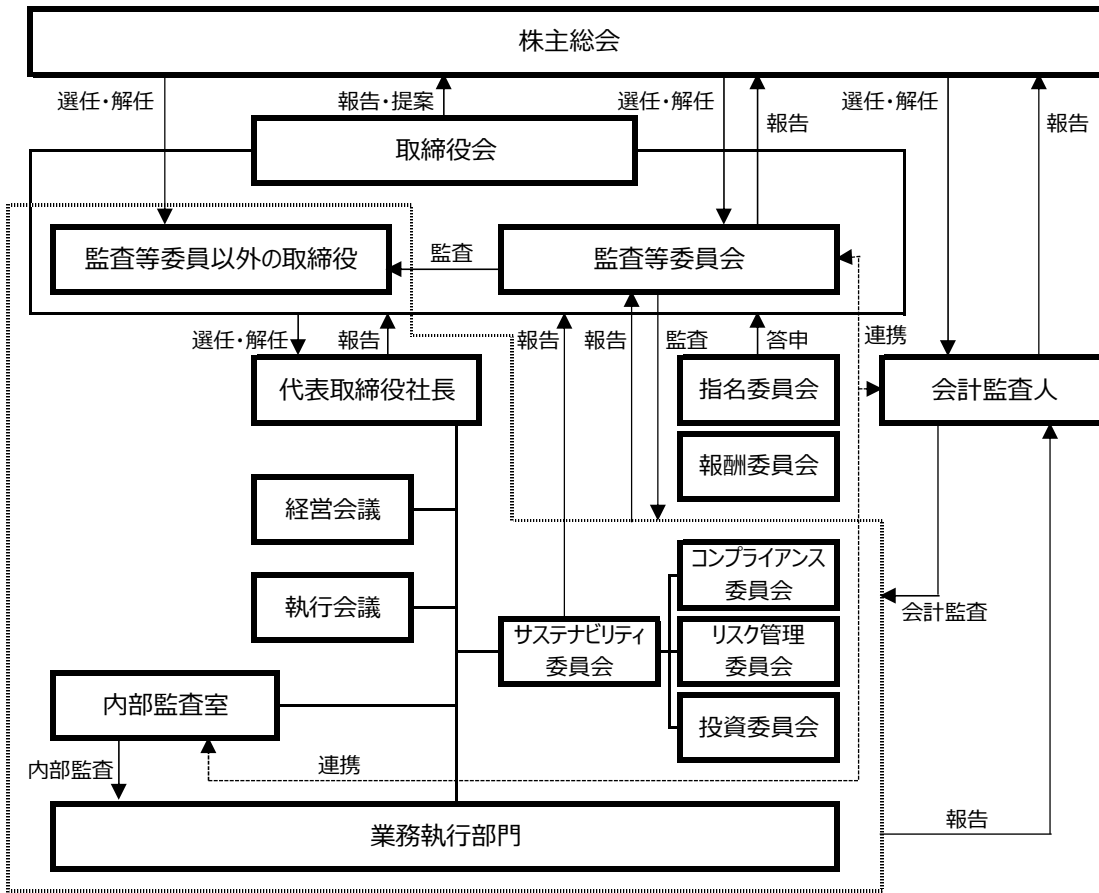 株主総会
選任・解任
報告・提案
選任・解任
報告
選任・解任
報告
取締役会
監査等委員以外の取締役
監査
監査等委員会
選任・解任
報告
報告
報告
監査
答申
連携
代表取締役社長
指名委員会
会計監査人
報酬委員会
経営会議
執行会議
コンプライアンス
委員会
会計監査
サステナビリティ
委員会
リスク管理
委員会
内部監査室
投資委員会
内部監査
連携
業務執行部門
報告